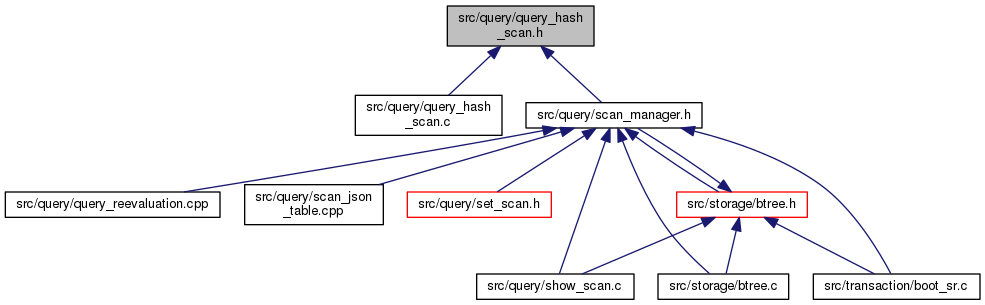 src/query/query_hash
_scan.h
src/query/query_hash
_scan.c
src/query/scan_manager.h
src/query/query_reevaluation.cpp
src/query/scan_json
_table.cpp
src/query/set_scan.h
src/storage/btree.h
src/query/show_scan.c
src/storage/btree.c
src/transaction/boot_sr.c